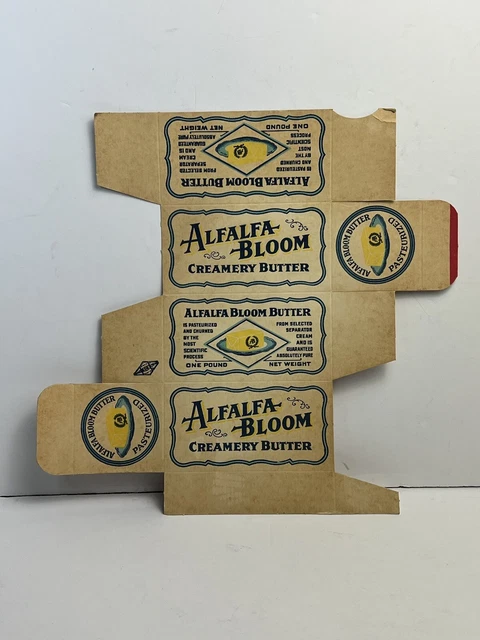 ALFALFA BLOOM BUTTER
IS PASTEURIZED
AND CHURNED
BY THE
MOST
SCIENTIFIC
PROCESS
ONE POUND
FROM SELECTED
SEPARATOR
CREAM
AND IS
GUARANTEED
ABSOLUTELY PURE
NET WEIGHT
ALFALFA-
BLOOM
CREAMERY BUTTER
ALFALFA BLOOM BUTTER
PASTEURIZED
ALFALFA BLOOM BUTTER
IS PASTEURIZED
AND CHURNED
BY THE
MOST
SCIENTIFIC
PROCESS
ONE POUND
FROM SELECTED
SEPARATOR
CREAM
AND IS
GUARANTEED
ABSOLUTELY PURE
NET WEIGHT
ALFALFA BLOOM BUTTER
PASTEURIZED
ALFALFA-
BLOOM
CREAMERY BUTTER